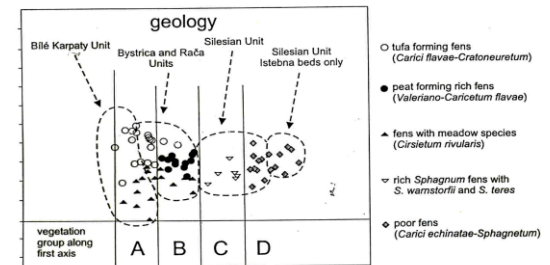 geology
Bílé Karpaty Unit
Bystrica and Rača
Units
Silesian Unit
Silesian Unit
Istebna beds only
tufa forming fens
(Carici flavae-Cratoneuretum)
peat forming rich fens
(Valeriano-Caricetum flavae)
fens with meadow species
(Cirsietum rivularis)
rich Sphagnum fens with
S. warnstorfii and S. teres
poor fens
(Carici echinatae-Sphagnetum)
vegetation
group along
first axis
A B C D